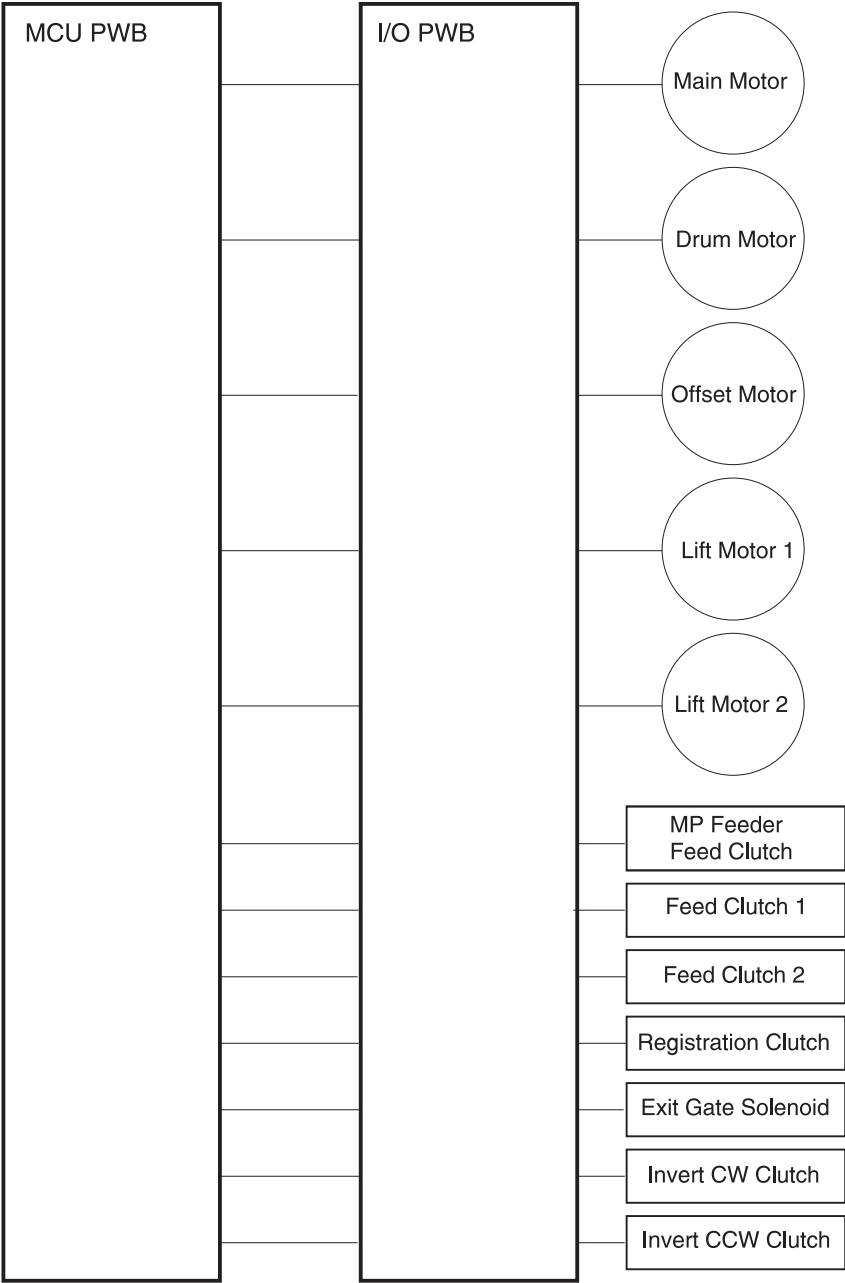 MCU PWB
I/O PWB
Main Motor
Drum Motor
Offset Motor
Lift Motor 1
Lift Motor 2
MP Feeder
Feed Clutch
Feed Clutch 1
Feed Clutch 2
Registration Clutch
Exit Gate Solenoid
Invert CW Clutch
Invert CCW Clutch